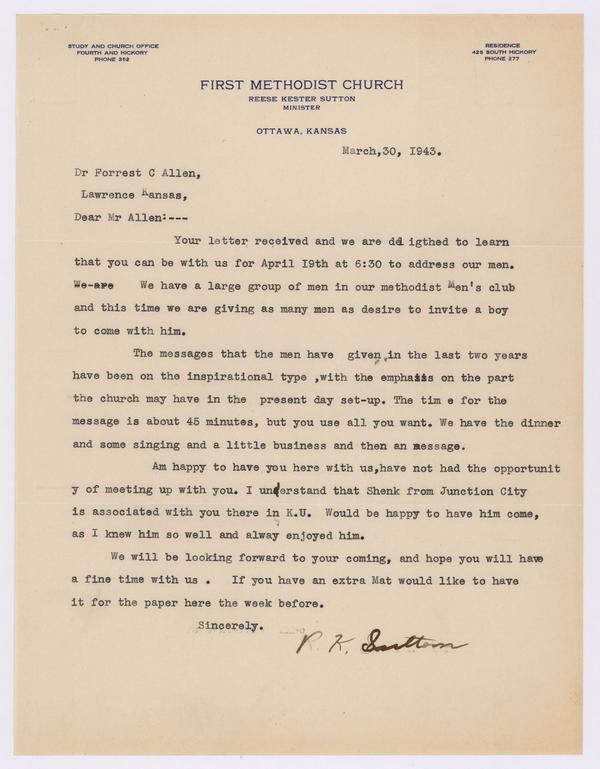 STUDY AND CHURCH OFFICE
FOURTH AND HICKORY
PHONE 352
RESIDENCE
425 SOUTH HICKORY
PHONE 277
FIRST METHODIST CHURCH
REESE KESTER SUTTON
MINISTER
OTTAWA, KANSAS
March,30, 1943.
Dr Forrest C Allen,
Lawrence Kansas,
Dear Mr Allen:---
Your letter received and we are del igthed to learn
that you can be with us for April 19th at 6:30 to address our men.
We are We have a large group of men in our methodist Men's club
and this time we are giving as many men as desire to invite a boy
to come with him.
The messages that the men have given in the last two years
have been on the inspirational type ,with the emphasis on the part
the church may have in the present day set-up. The tim e for the
message is about 45 minutes, but you use all you want. We have the dinner
and some singing and a little business and then an message.
Am happy to have you here with us,have not had the opportunit
y of meeting up with you. I understand that Shenk from Junction City
is associated with you there in K.U. Would be happy to have him come,
as I knew him so well and alway enjoyed him.
We will be looking forward to your coming, and hope you will have
a fine time with us . If you have an extra Mat would like to have
it for the paper here the week before.
Sincerely.
R. K. Sutton